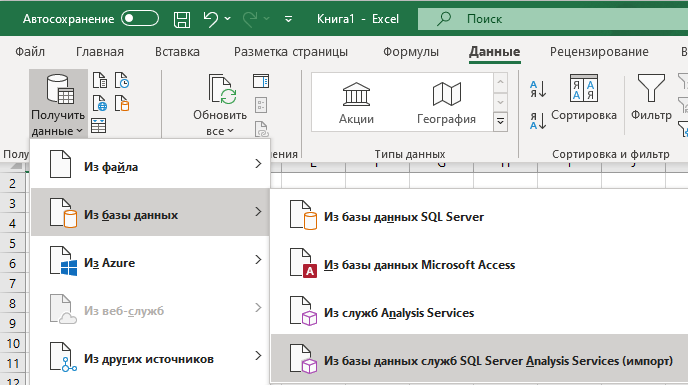 Автосохранение
Книга1 - Excel
Поиск
Файл Главная Вставка Разметка страницы Формулы Данные Рецензирование В
Получить данные
Обновить все
Акции
География
Сортировка
Фильтр
Типы данных
Сортировка и фильтр
Из файла
Из базы данных
Из Azure
Из веб-служб
Из других источников
Из базы данных SQL Server
Из базы данных Microsoft Access
Из служб Analysis Services
Из базы данных служб SQL Server Analysis Services (импорт)
2
3
4
5
6
7
8
9
10
11
12